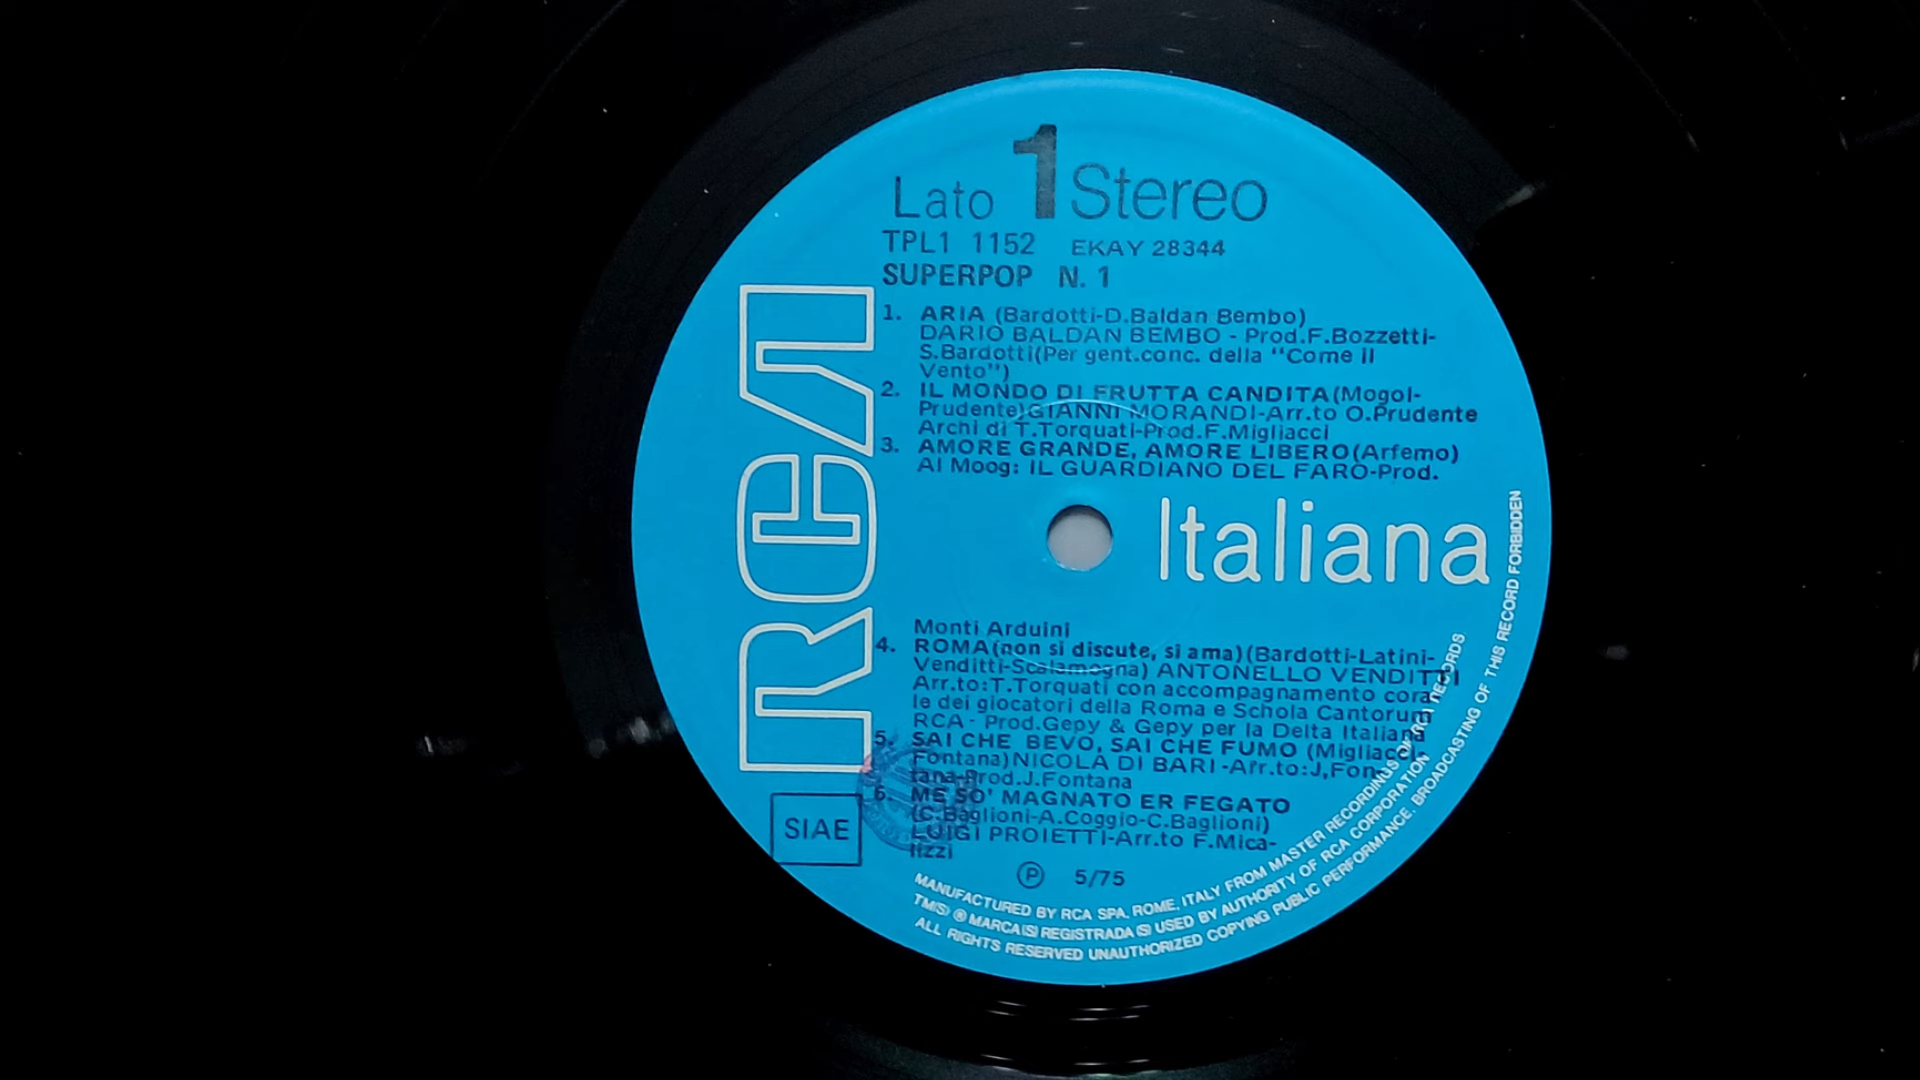 Lato 1 Stereo
TPL1 1152 EKAY 28344
SUPERPOP N. 1
1. ARIA (Bardotti-D.Baldan Bembo)
DARIO BALDAN BEMBO - Prod.F.Bozzetti-
S.Bardotti(Per gent.conc. della "Come il
Vento")
2. IL MONDO DI FRUTTA CANDITA(Mogol-
Prudente)GIANNI MORANDI-Arr.to O.Prudente
Archi di T.Torquati-Prod.F.Migliacci
3. AMORE GRANDE, AMORE LIBERO(Arfemo)
Al Moog: IL GUARDIANO DEL FARO-Prod.
RCA
Italiana
Monti Arduini
4. ROMA(non si discute, si ama)(Bardotti-Latini-
Venditti-Scalamogna) ANTONELLO VENDITTI
Arr.to:T.Torquati con accompagnamento cora-
le dei giocatori della Roma e Schola Cantorum
RCA - Prod.Gepy & Gepy per la Delta Italiana
5. SAI CHE BEVO, SAI CHE FUMO (Migliacci-
Fontana)NICOLA DI BARI-Arr.to:J,Fon-
tana-Prod.J.Fontana
6. ME SO' MAGNATO ER FEGATO
(C.Baglioni-A.Coggio-C.Baglioni)
LUIGI PROIETTI-Arr.to F.Mica-
lizzi
SIAE
Ⓟ 5/75
MANUFACTURED BY RCA SPA, ROME, ITALY FROM MASTER RECORDINGS OF RCA RECORDS
TM(S) ® MARCA(S) REGISTRADA(S) USED BY AUTHORITY OF RCA CORPORATION
ALL RIGHTS RESERVED UNAUTHORIZED COPYING PUBLIC PERFORMANCE. BROADCASTING OF THIS RECORD FORBIDDEN